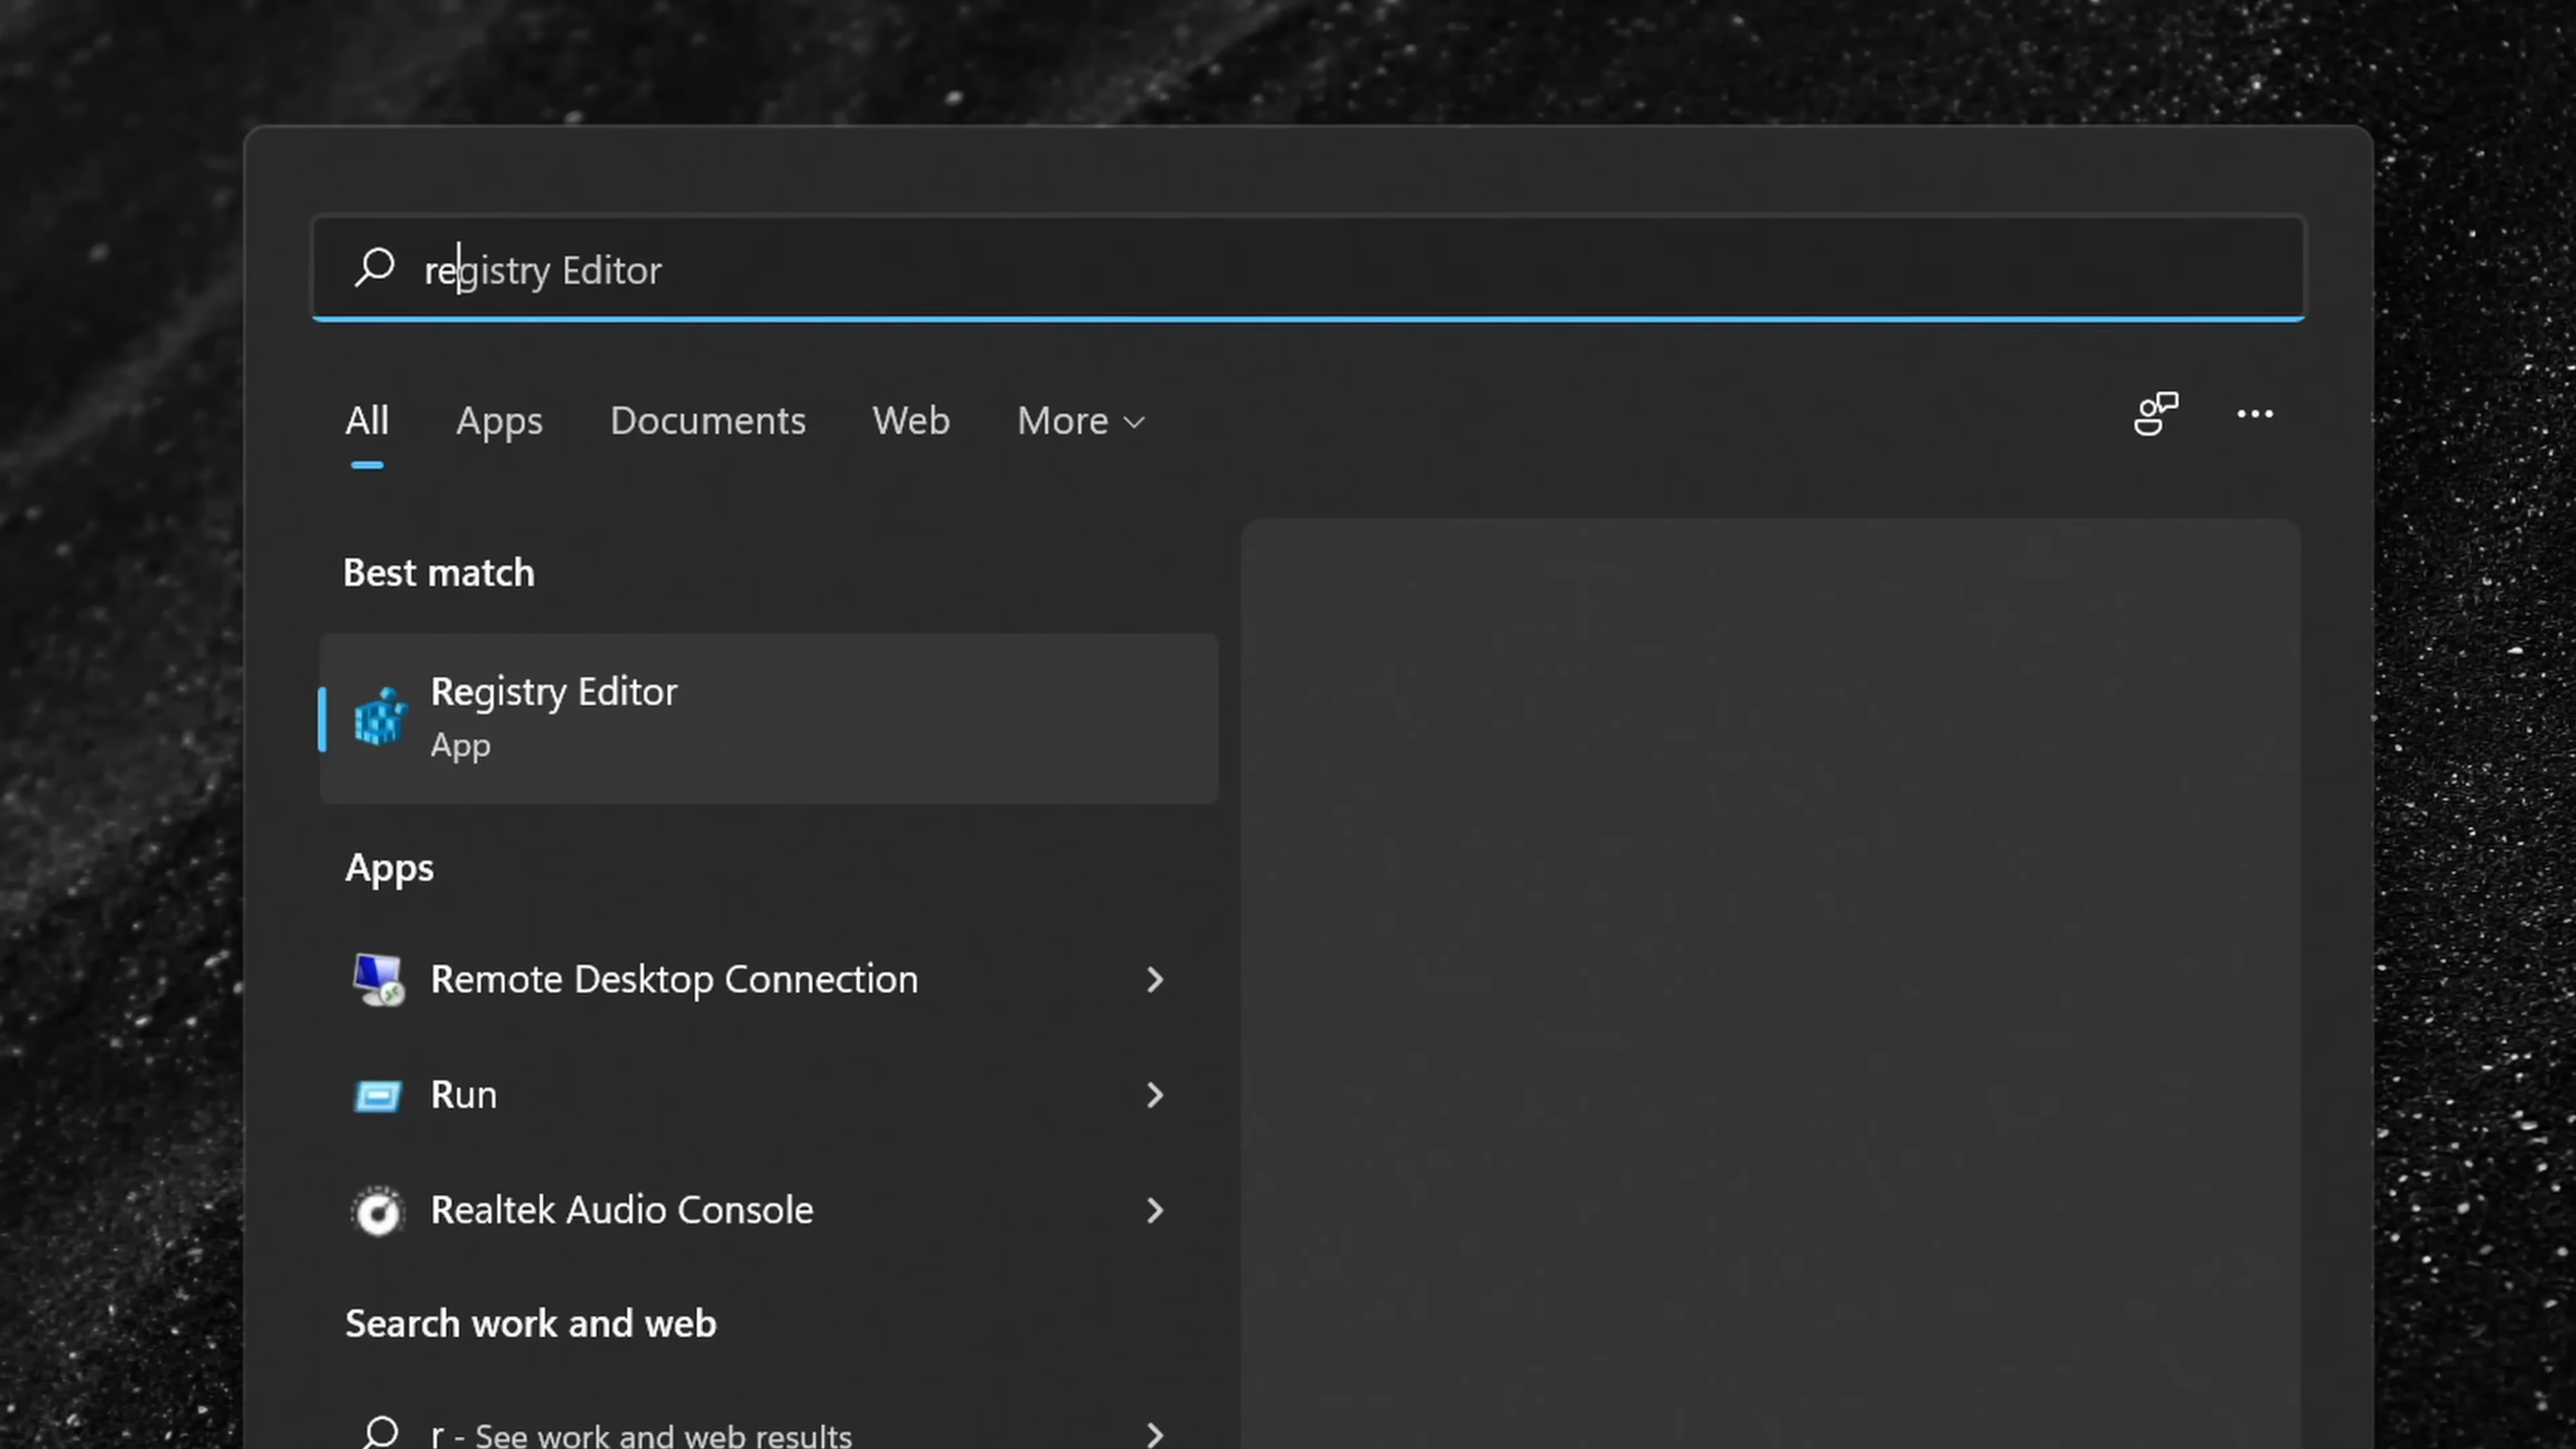 registry Editor
All Apps Documents Web More
Best match
Registry Editor
App
Apps
Remote Desktop Connection
Run
Realtek Audio Console
Search work and web
r - See work and web results